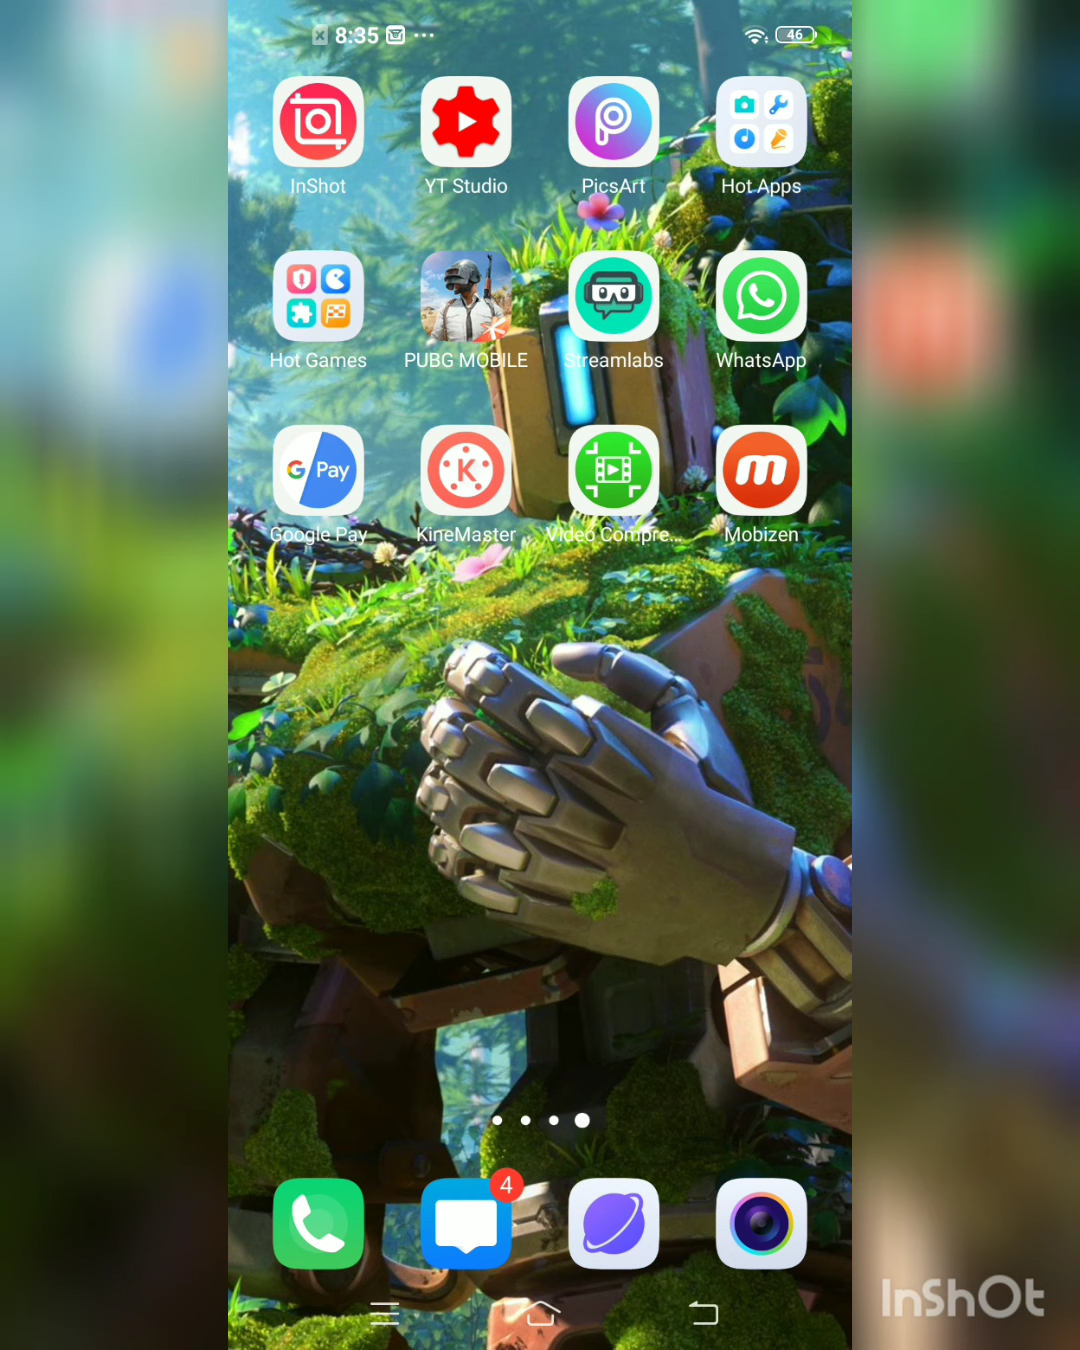 8:35
46
InShot
YT Studio
PicsArt
Hot Apps
Hot Games
PUBG MOBILE
Streamlabs
WhatsApp
G Pay
K
m
Google Pay
KineMaster
Video Compre...
Mobizen
4
InShOt